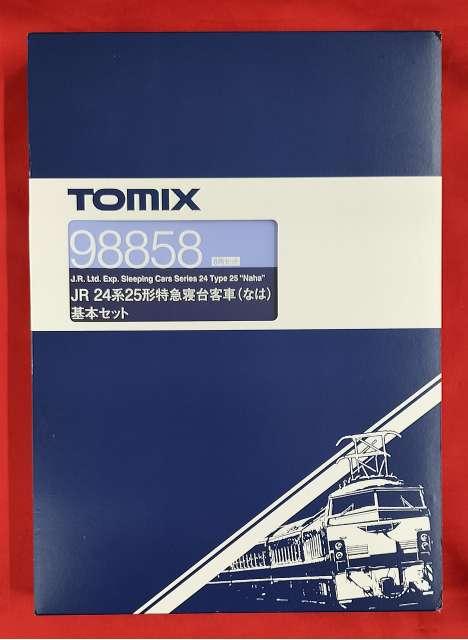 TOMIX
98858
J.R. Ltd. Exp. Sleeping Cars Series 24 Type 25 "Naha"
JR 24系25形特急寝台客車(なは)
基本セット